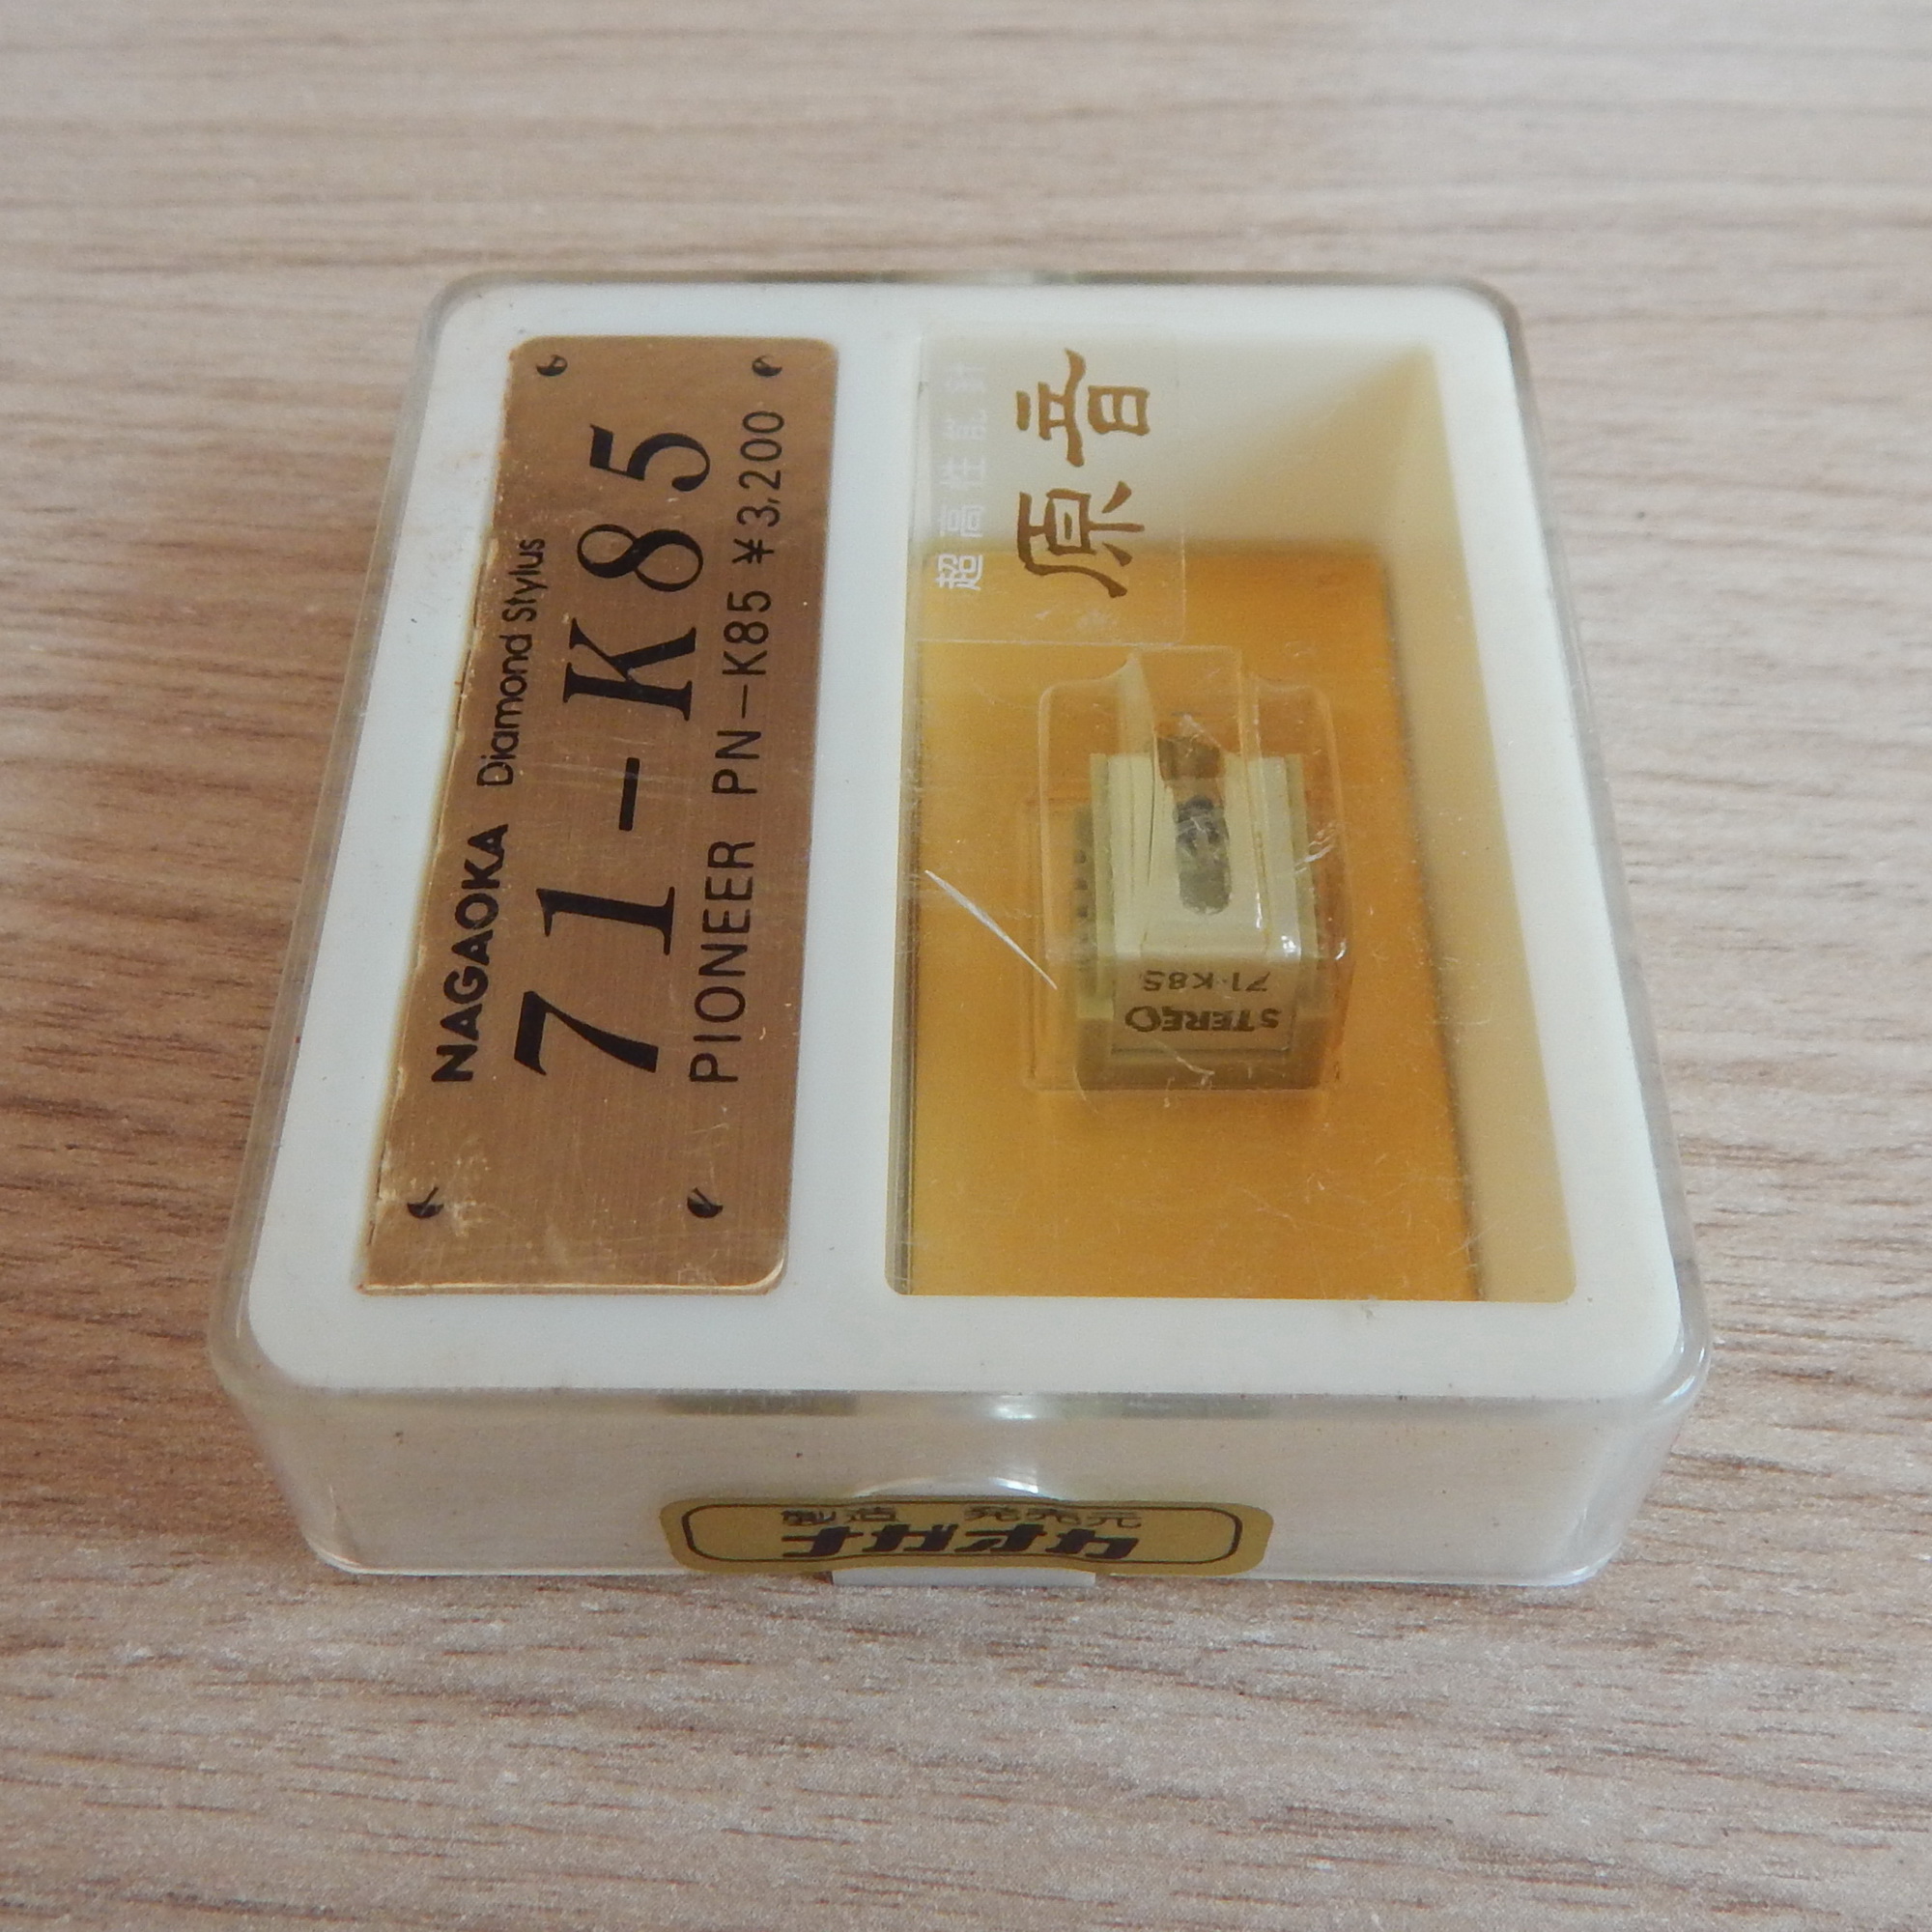 NAGAOKA Diamond Stylus
71-K85
PIONEER PN-K85 ¥3,200
超高性能針
原音
71·K85
STEREO
製造 発売元
ナガオカ